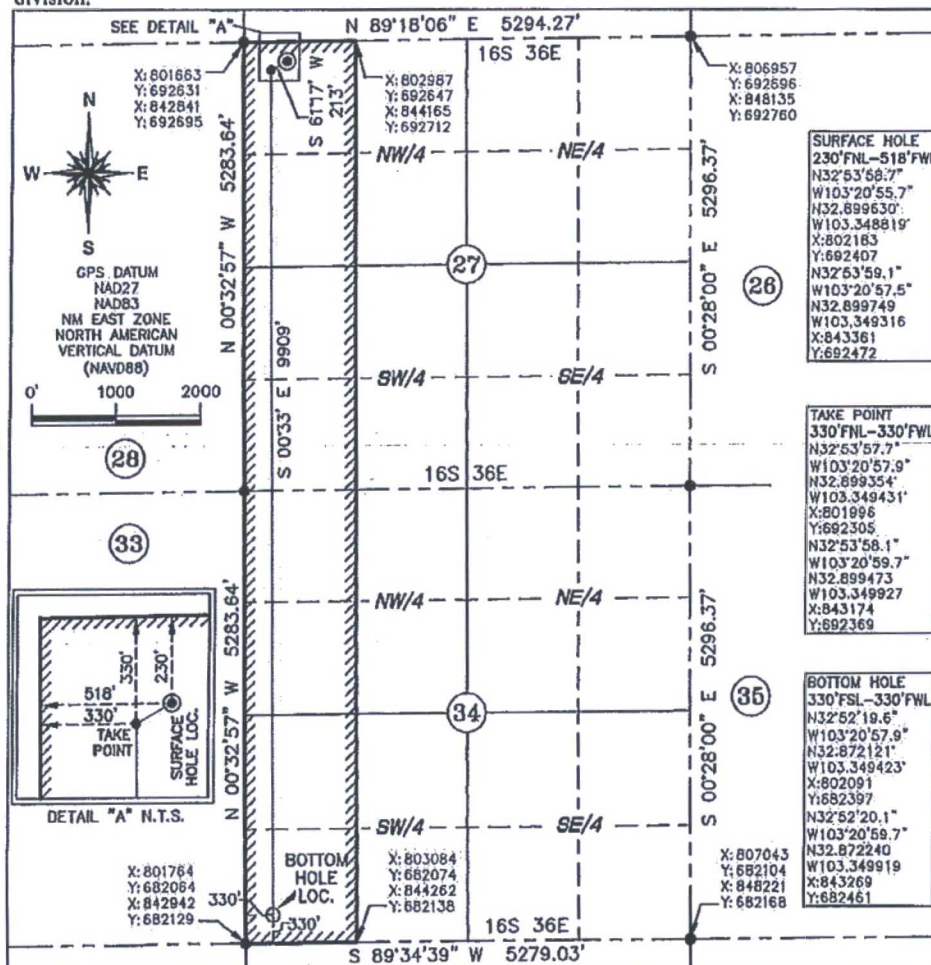 division.
SEE DETAIL "A"
N 89°18'06" E 5294.27'
16S 36E
X:801663
Y:692631
X:842841
Y:692695
X:802987
Y:692647
X:844165
Y:692712
X:806957
Y:692696
X:848135
Y:692760
S 61°17' W
213'
N
W
E
S
GPS DATUM
NAD27
NAD83
NM EAST ZONE
NORTH AMERICAN
VERTICAL DATUM
(NAVD88)
0' 1000 2000
N 00°32'57" W 5283.64'
S 00°33' E 9909'
NW/4
NE/4
27
SW/4
SE/4
S 00°28'00" E 5296.37'
26
28
16S 36E
33
N 00°32'57" W 5283.64'
NW/4
NE/4
34
SW/4
SE/4
S 00°28'00" E 5296.37'
35
518'
330'
330'
230'
TAKE
POINT
SURFACE
HOLE LOC.
DETAIL "A" N.T.S.
BOTTOM
HOLE
LOC.
330'
330'
X:801764
Y:682064
X:842942
Y:682129
X:803084
Y:682074
X:844262
Y:682138
X:807043
Y:682104
X:848221
Y:682168
16S 36E
S 89°34'39" W 5279.03'
SURFACE HOLE
230'FNL-518'FWL
N32°53'58.7"
W103°20'55.7"
N32.899630°
W103.348819°
X:802183
Y:692407
N32°53'59.1"
W103°20'57.5"
N32.899749
W103.349316
X:843361
Y:692472
TAKE POINT
330'FNL-330'FWL
N32°53'57.7"
W103°20'57.9"
N32.899354°
W103.349431°
X:801996
Y:692305
N32°53'58.1"
W103°20'59.7"
N32.899473
W103.349927
X:843174
Y:692369
BOTTOM HOLE
330'FSL-330'FWL
N32°52'19.6"
W103°20'57.9"
N32.872121°
W103.349423°
X:802091
Y:682397
N32°52'20.1"
W103°20'59.7"
N32.872240
W103.349919
X:843269
Y:682461